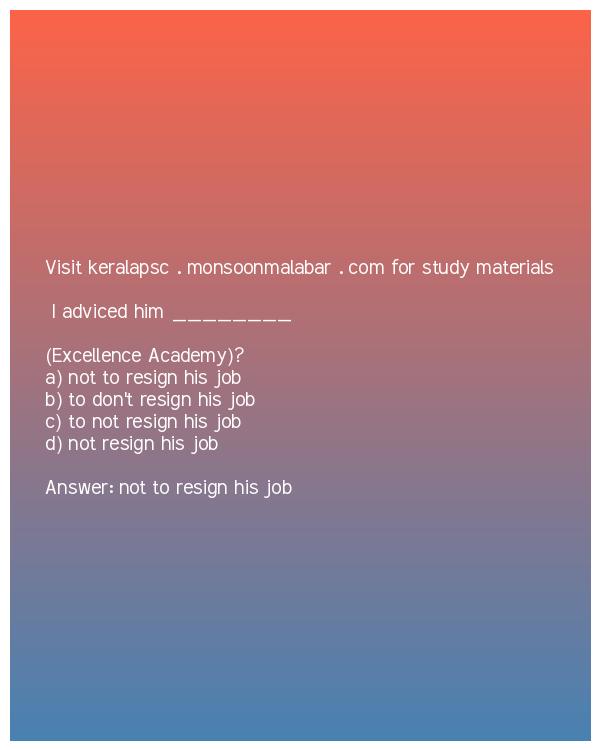 Visit keralapsc . monsoonmalabar . com for study materials
I adviced him ________
(Excellence Academy)?
a) not to resign his job
b) to don't resign his job
c) to not resign his job
d) not resign his job
Answer: not to resign his job